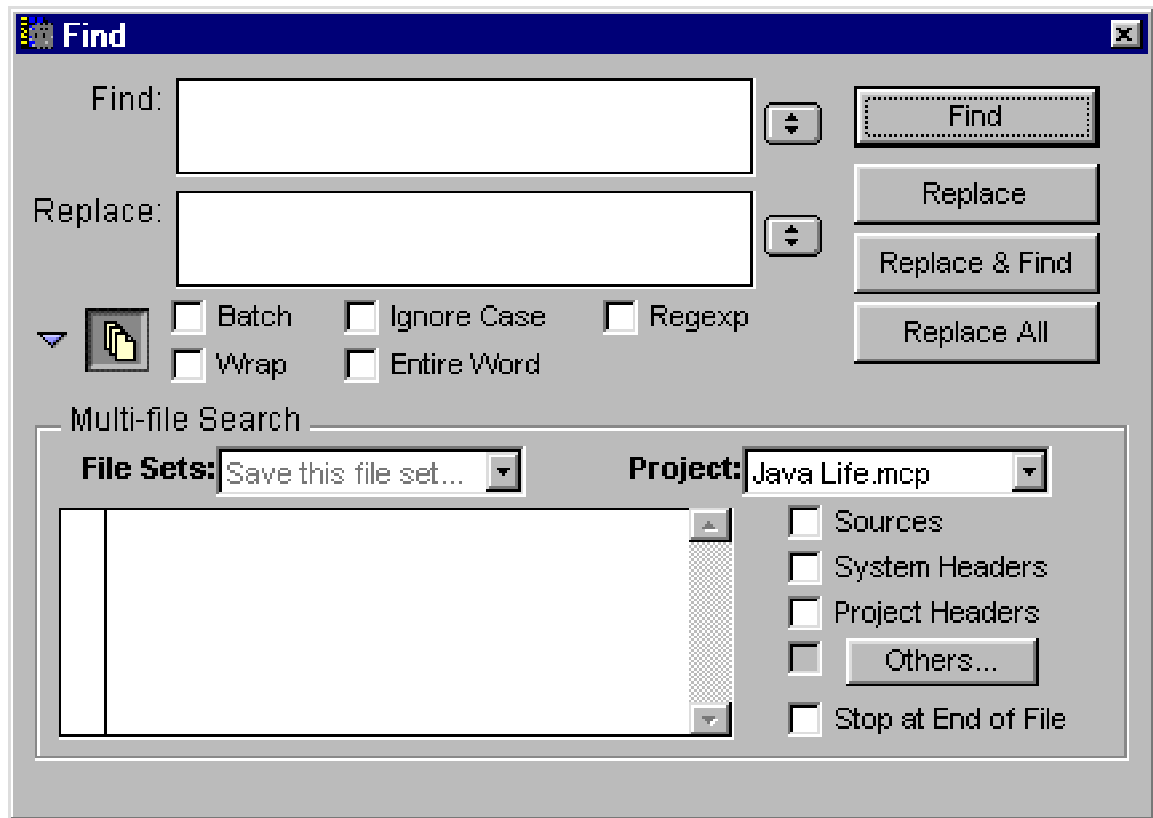 Find
Find:
Find
Replace:
Replace
Replace & Find
Replace All
Batch
Ignore Case
Regexp
Wrap
Entire Word
Multi-file Search
File Sets:
Save this file set...
Project:
Java Life.mcp
Sources
System Headers
Project Headers
Others...
Stop at End of File